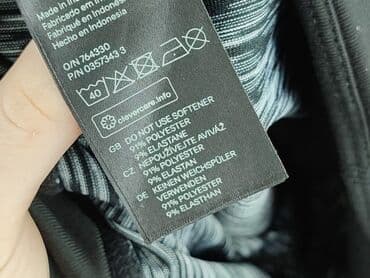 Made in Indonesia
Fabricado en Indonesia
Hecho en Indonesia
O/N 764330
P/N 0357343 3
40
clevercare.info
GB DO NOT USE SOFTENER
91% POLYESTER
9% ELASTANE
CZ NEPOUŽÍVEJTE AVIVÁŽ
91% POLYESTER
9% ELASTAN
DE KEINEN WEICHSPÜLER
VERWENDEN
91% POLYESTER
9% ELASTHAN